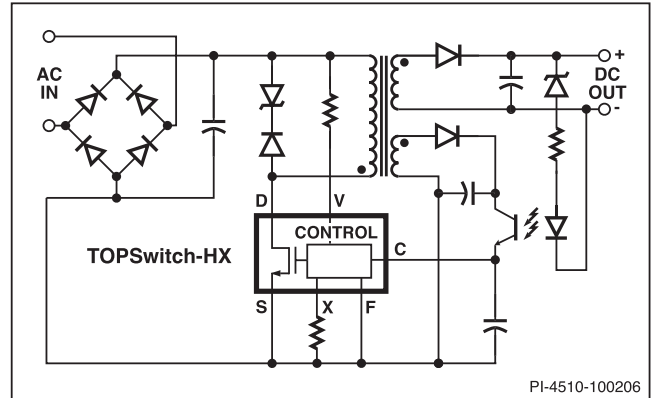 AC
IN
+
DC
OUT
-
D
V
CONTROL
C
TOPSwitch-HX
S
X
F
PI-4510-100206